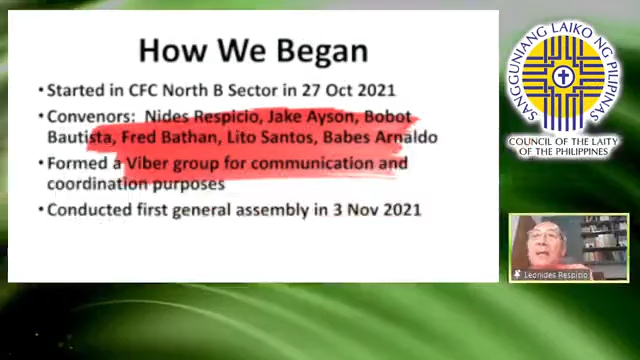 How We Began
• Started in CFC North B Sector in 27 Oct 2021
• Convenors: Nides Respicio, Jake Ayson, Bobot
Bautista, Fred Bathan, Lito Santos, Babes Arnaldo
• Formed a Viber group for communication and
coordination purposes
• Conducted first general assembly in 3 Nov 2021
SANGGUNIANG LAIKO NG PILIPINAS
COUNCIL OF THE LAITY
OF THE PHILIPPINES
Leonides Respicio